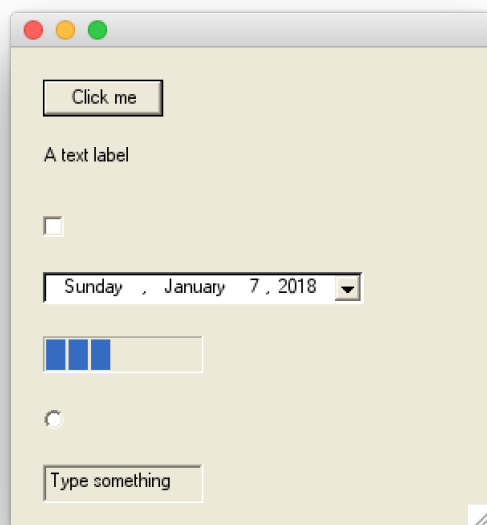 Click me
A text label
Sunday , January 7 , 2018
Type something